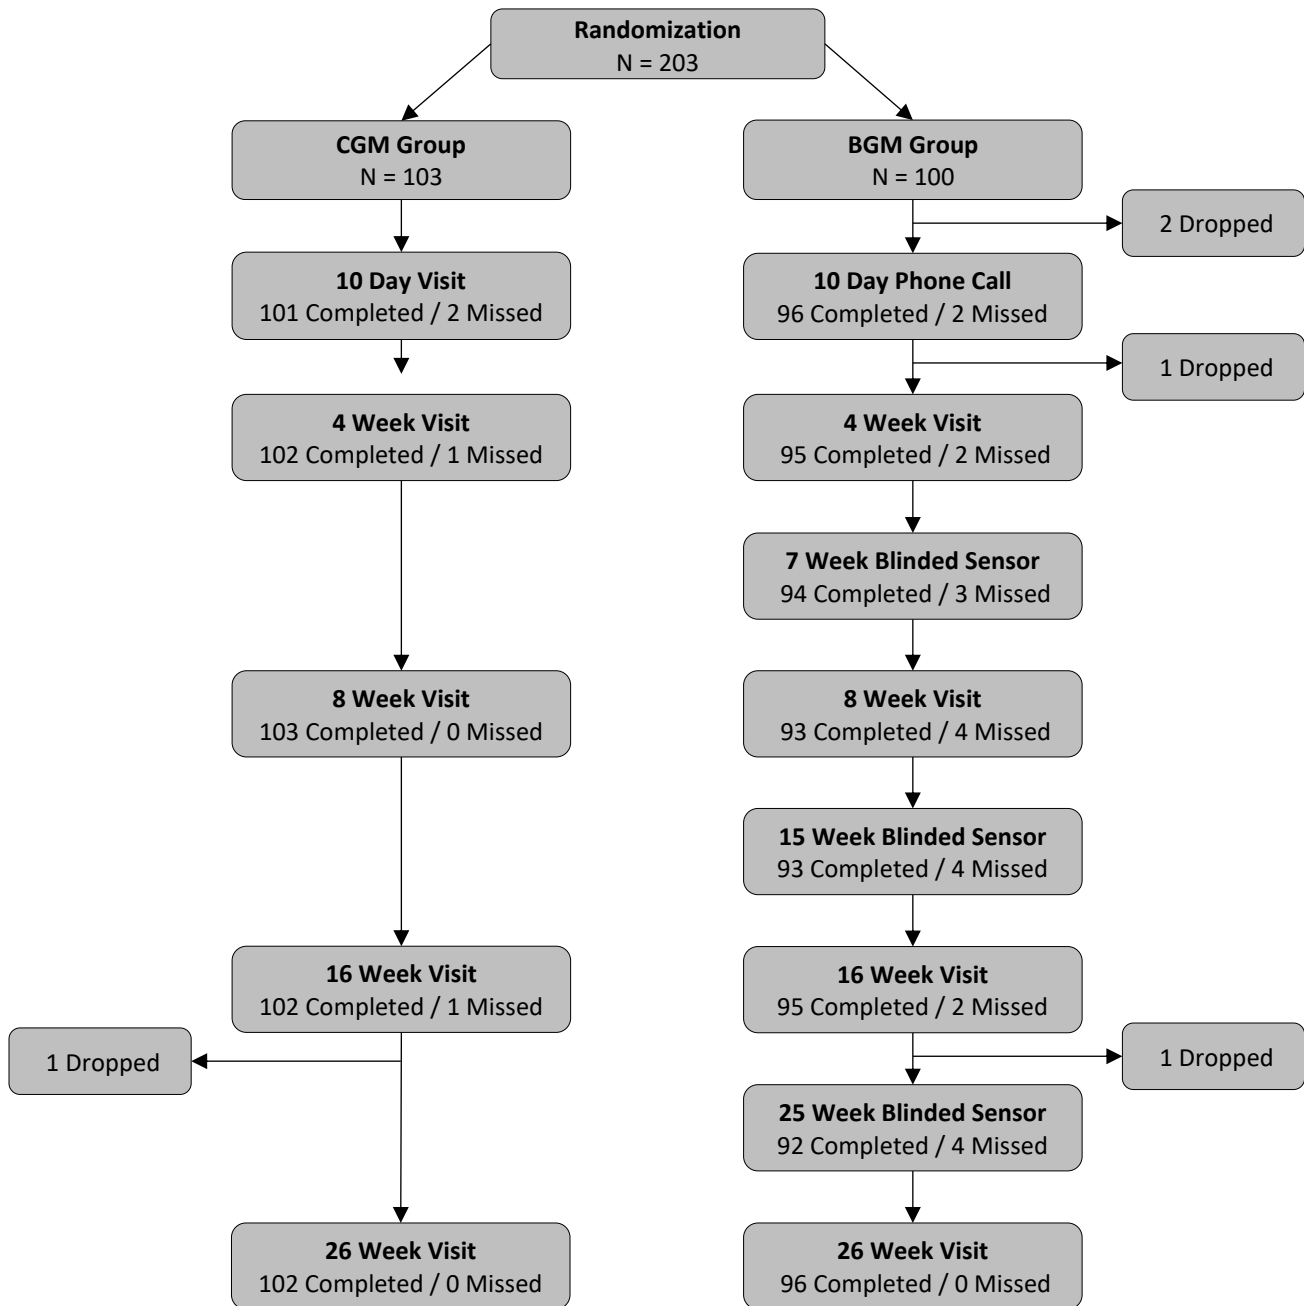 Randomization
N = 203
CGM Group
N = 103
BGM Group
N = 100
2 Dropped
10 Day Visit
101 Completed / 2 Missed
10 Day Phone Call
96 Completed / 2 Missed
1 Dropped
4 Week Visit
102 Completed / 1 Missed
4 Week Visit
95 Completed / 2 Missed
7 Week Blinded Sensor
94 Completed / 3 Missed
8 Week Visit
103 Completed / 0 Missed
8 Week Visit
93 Completed / 4 Missed
15 Week Blinded Sensor
93 Completed / 4 Missed
16 Week Visit
102 Completed / 1 Missed
16 Week Visit
95 Completed / 2 Missed
1 Dropped
1 Dropped
25 Week Blinded Sensor
92 Completed / 4 Missed
26 Week Visit
102 Completed / 0 Missed
26 Week Visit
96 Completed / 0 Missed